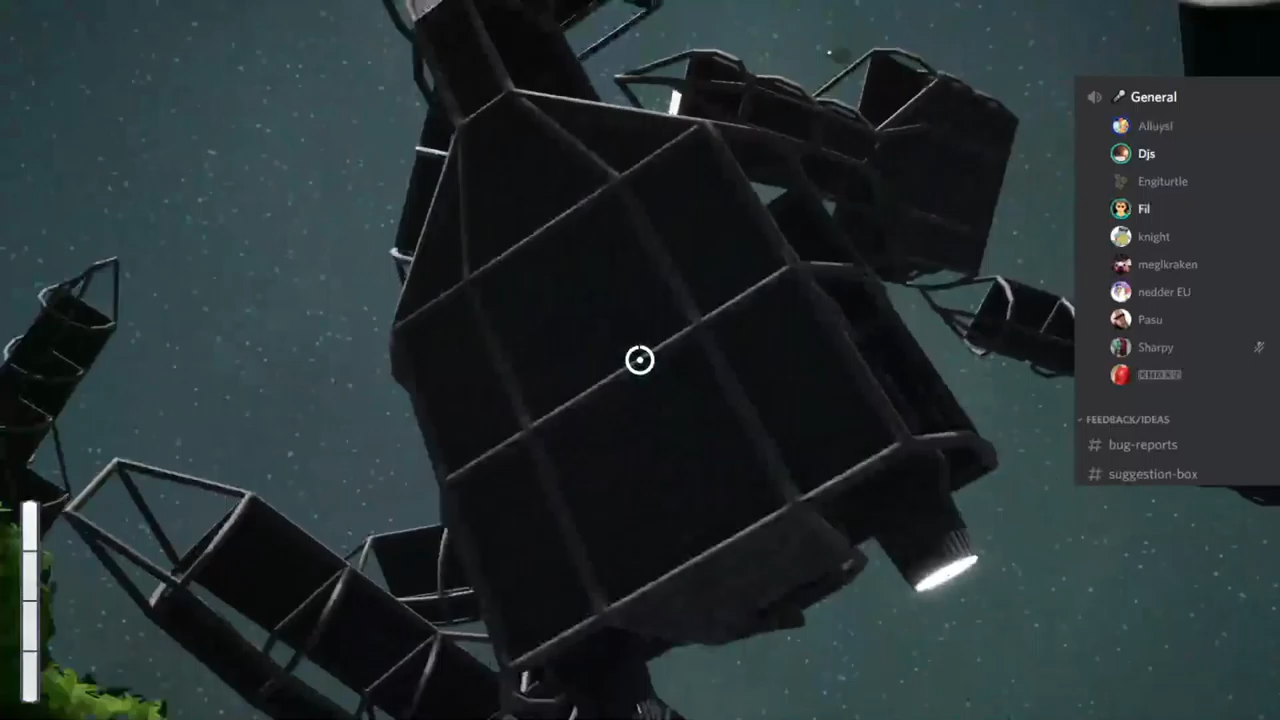 General
Alluysl
Djs
Engiturtle
Fil
knight
meglkraken
nedder EU
Pasu
Sharpy
FEEDBACK/IDEAS
# bug-reports
# suggestion-box